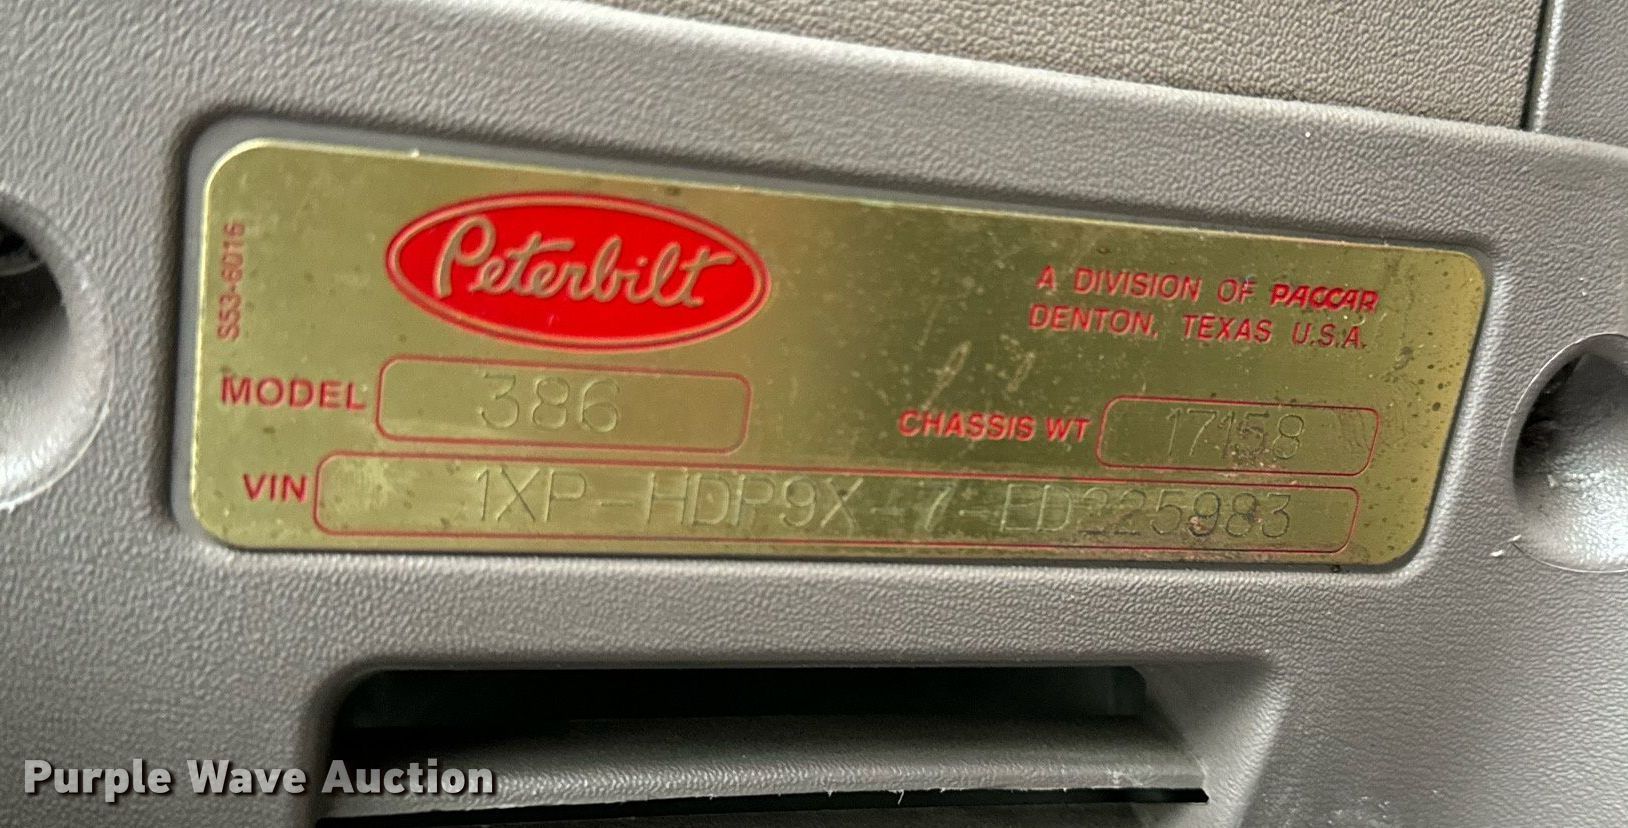 S53-6016
Peterbilt
A DIVISION OF PACCAR
DENTON, TEXAS U.S.A.
MODEL 386
CHASSIS WT 17158
VIN 1XP-HDP9X-7-ED225983
Purple Wave Auction